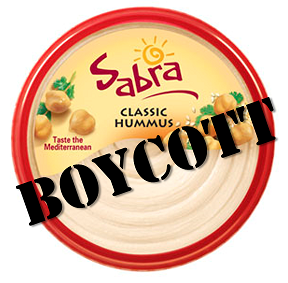 Sabra
CLASSIC
HUMMUS
Taste the
Mediterranean
BOYCOTT